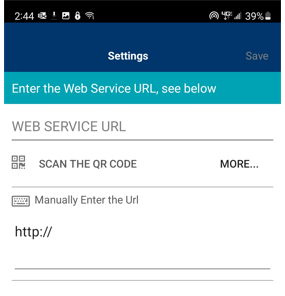 2:44
39%
Settings
Save
Enter the Web Service URL, see below
WEB SERVICE URL
SCAN THE QR CODE
MORE...
Manually Enter the Url
http://